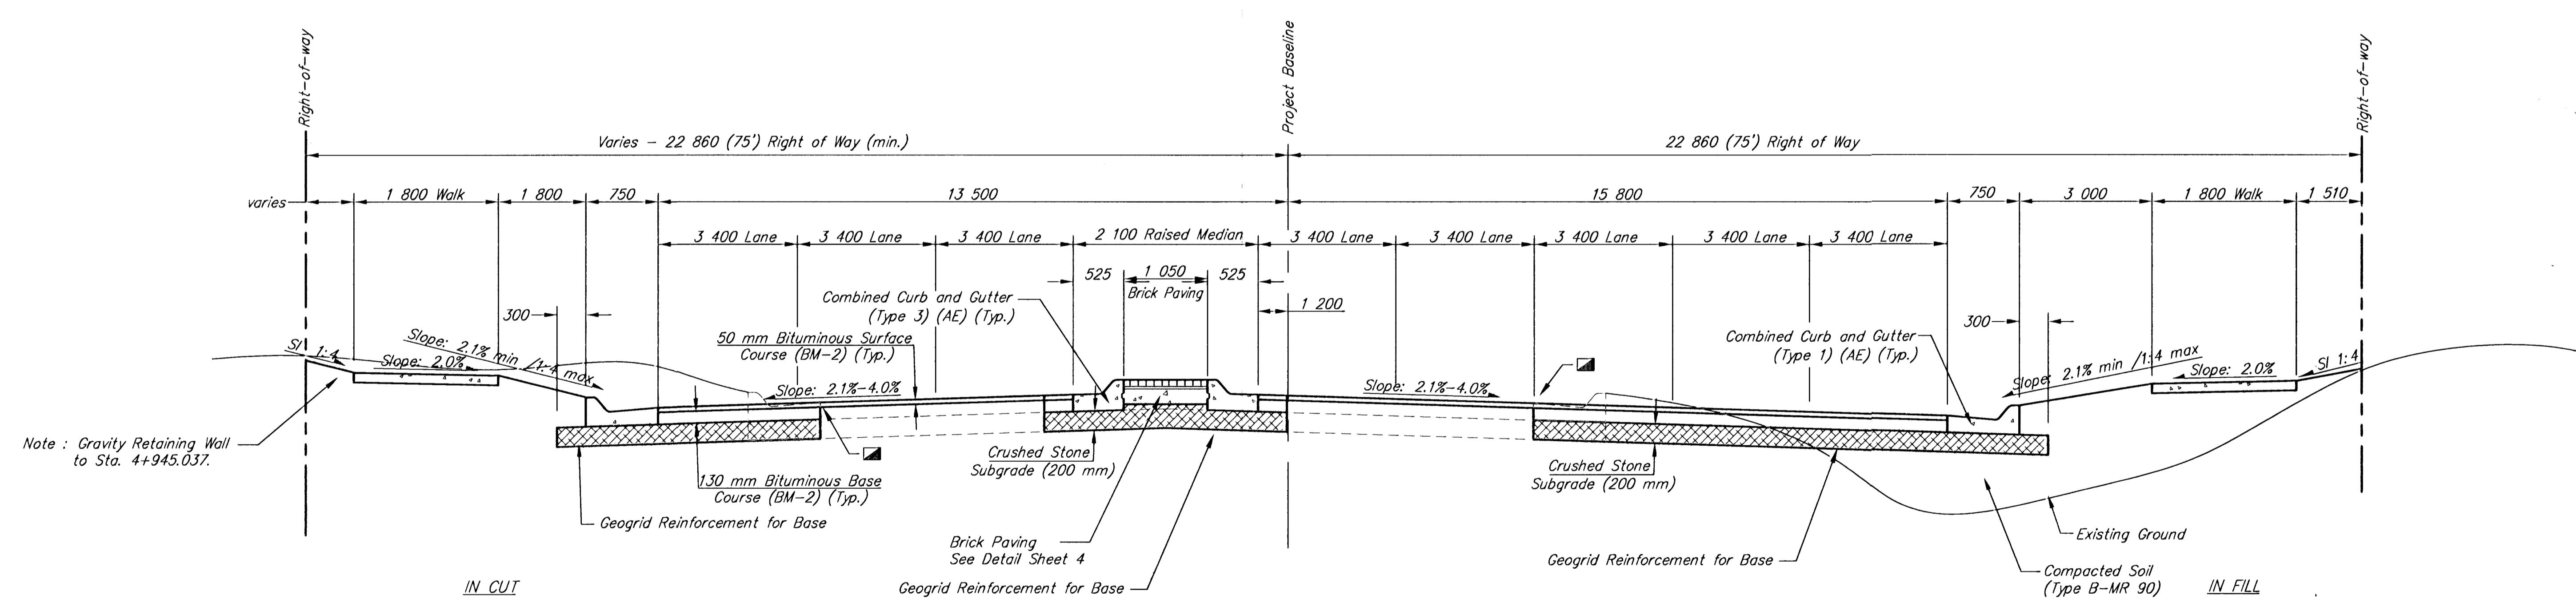 Right-of-way
Project Baseline
Right-of-way
Varies - 22 860 (75') Right of Way (min.)
22 860 (75') Right of Way
varies
1 800 Walk
1 800
750
13 500
15 800
750
3 000
1 800 Walk
1 510
3 400 Lane
3 400 Lane
3 400 Lane
2 100 Raised Median
3 400 Lane
3 400 Lane
3 400 Lane
3 400 Lane
3 400 Lane
525
1 050
Brick Paving
525
1 200
300
Combined Curb and Gutter
(Type 3) (AE) (Typ.)
50 mm Bituminous Surface
Course (BM-2) (Typ.)
Combined Curb and Gutter
(Type 1) (AE) (Typ.)
300
Sl 1:4
Slope: 2.0%
Slope: 2.1% min /1:4 max
Slope: 2.1%-4.0%
Slope: 2.1%-4.0%
Slope: 2.1% min /1:4 max
Slope: 2.0%
Sl 1:4
Note : Gravity Retaining Wall
to Sta. 4+945.037.
130 mm Bituminous Base
Course (BM-2) (Typ.)
Geogrid Reinforcement for Base
Crushed Stone
Subgrade (200 mm)
Crushed Stone
Subgrade (200 mm)
Brick Paving
See Detail Sheet 4
Geogrid Reinforcement for Base
Geogrid Reinforcement for Base
Existing Ground
Compacted Soil
(Type B-MR 90)
IN CUT
IN FILL